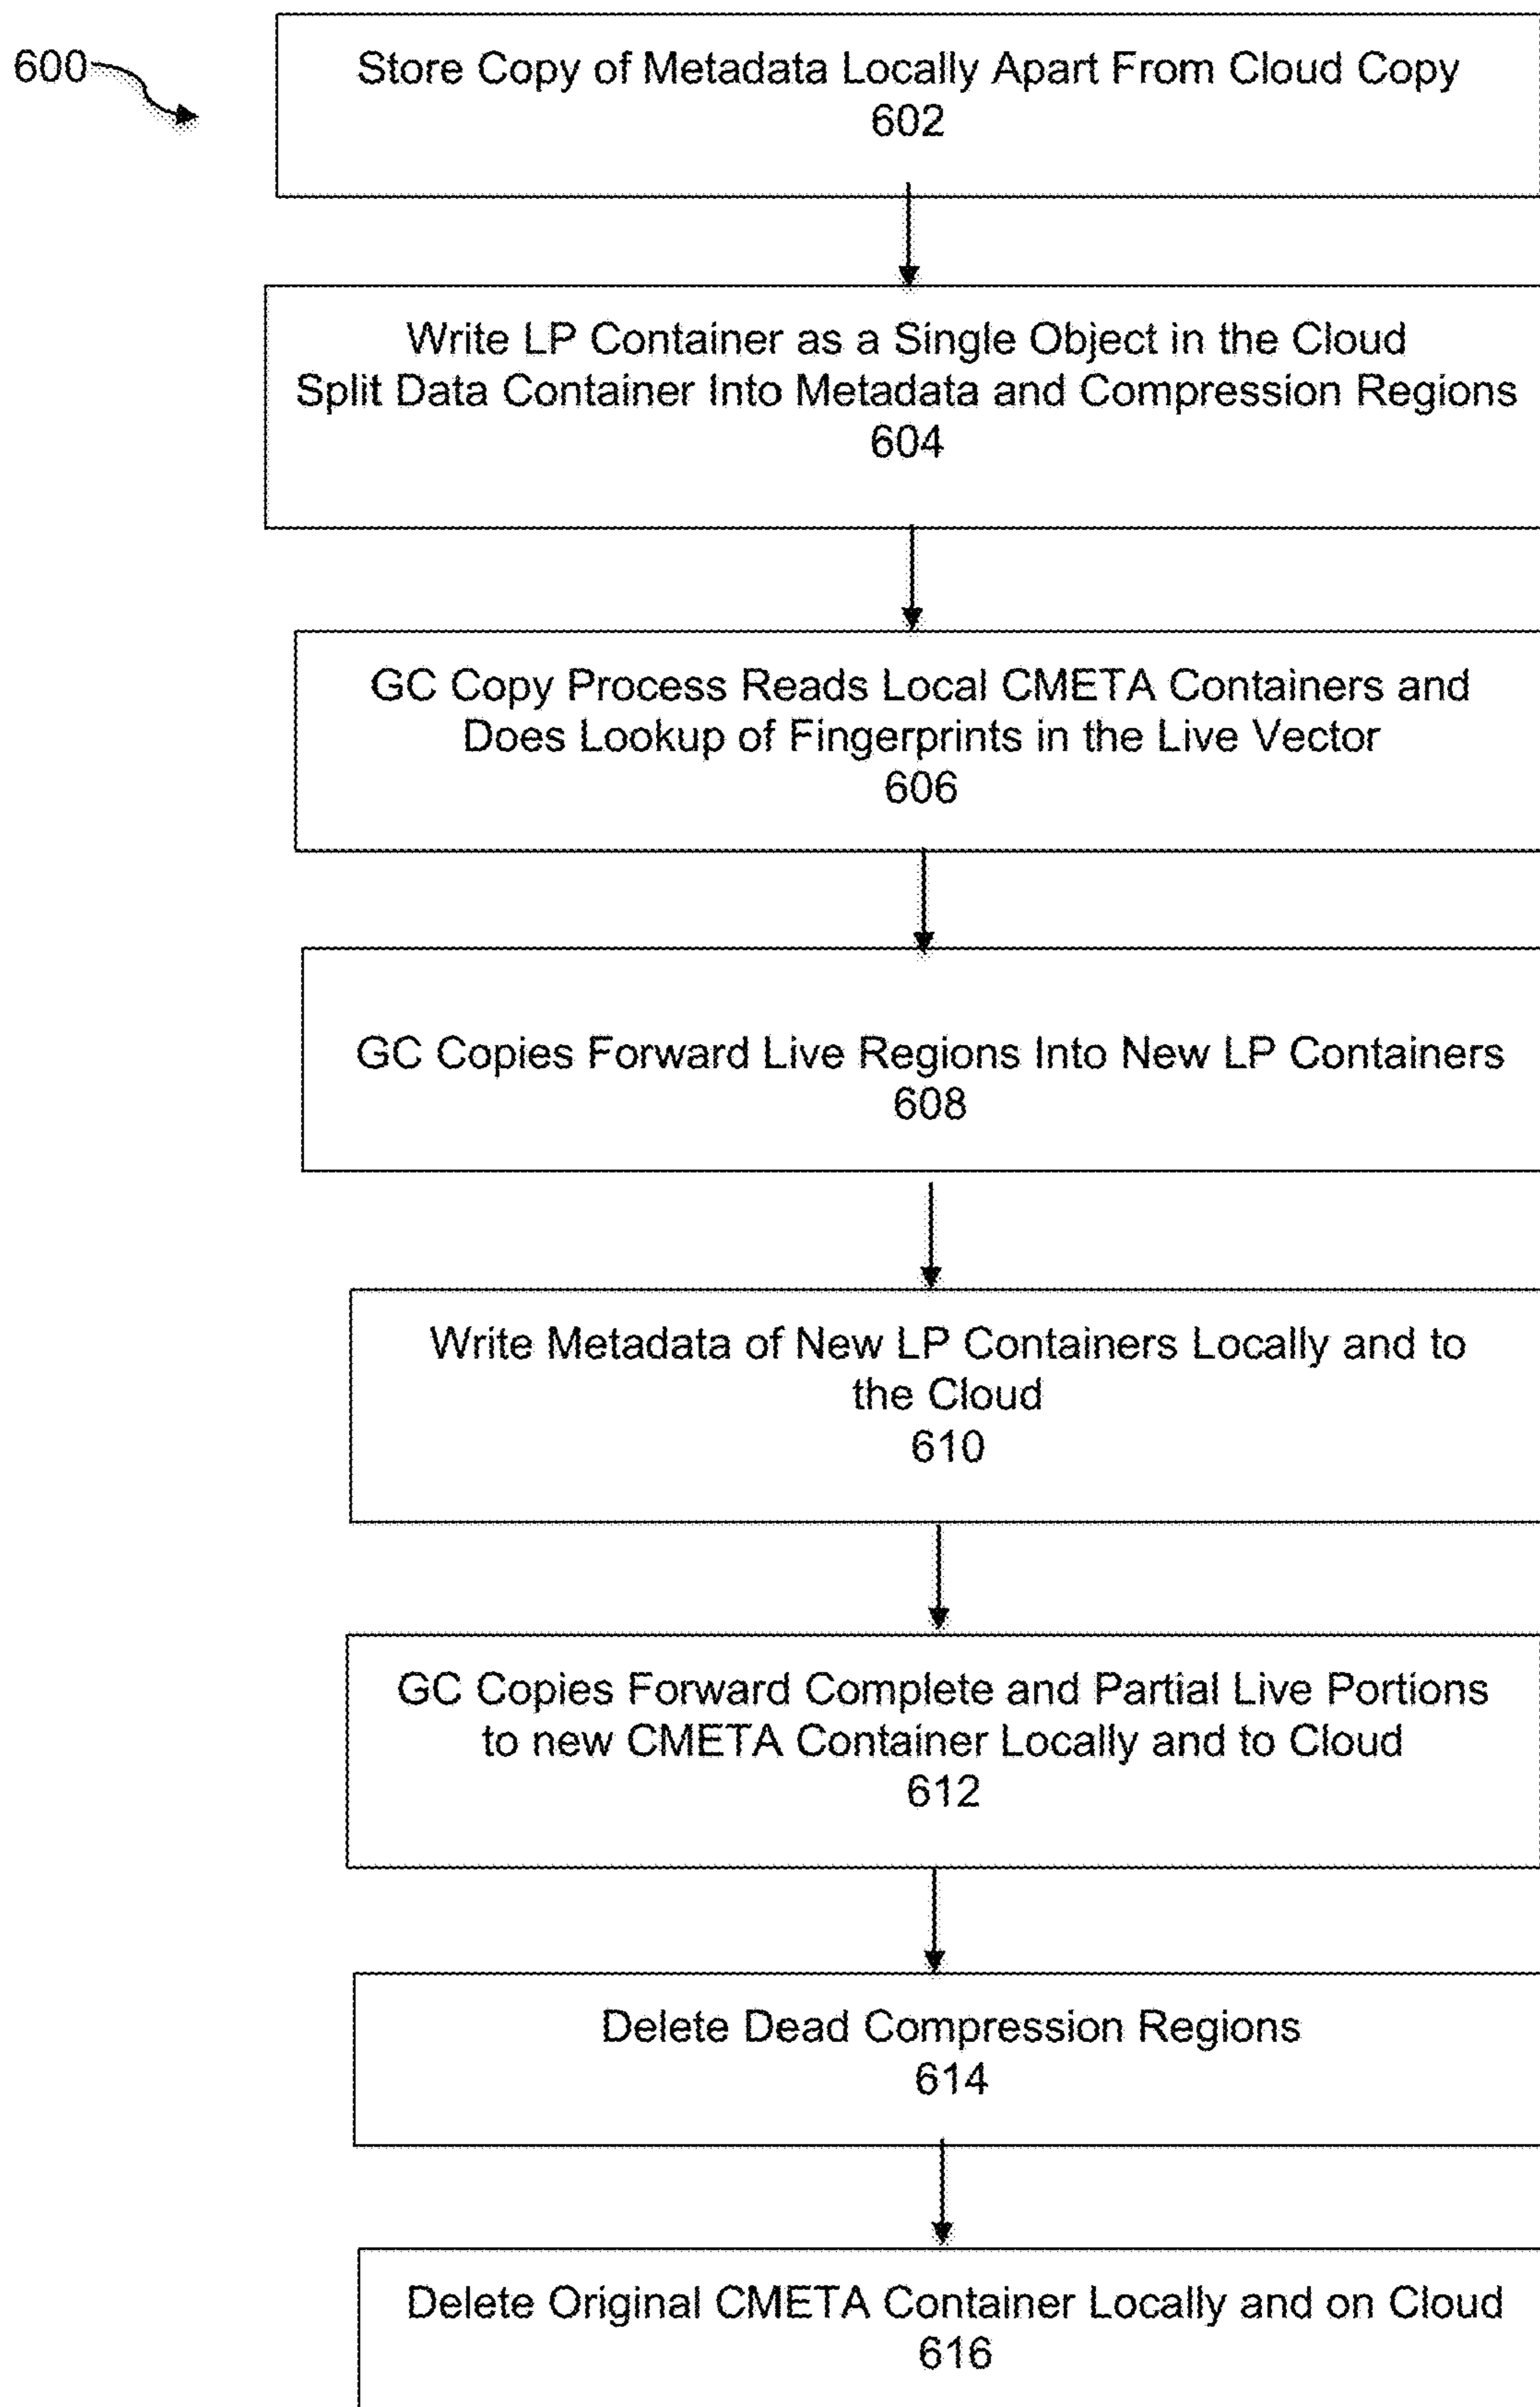 600
Store Copy of Metadata Locally Apart From Cloud Copy
602
Write LP Container as a Single Object in the Cloud
Split Data Container Into Metadata and Compression Regions
604
GC Copy Process Reads Local CMETA Containers and
Does Lookup of Fingerprints in the Live Vector
606
GC Copies Forward Live Regions Into New LP Containers
608
Write Metadata of New LP Containers Locally and to
the Cloud
610
GC Copies Forward Complete and Partial Live Portions
to new CMETA Container Locally and to Cloud
612
Delete Dead Compression Regions
614
Delete Original CMETA Container Locally and on Cloud
616